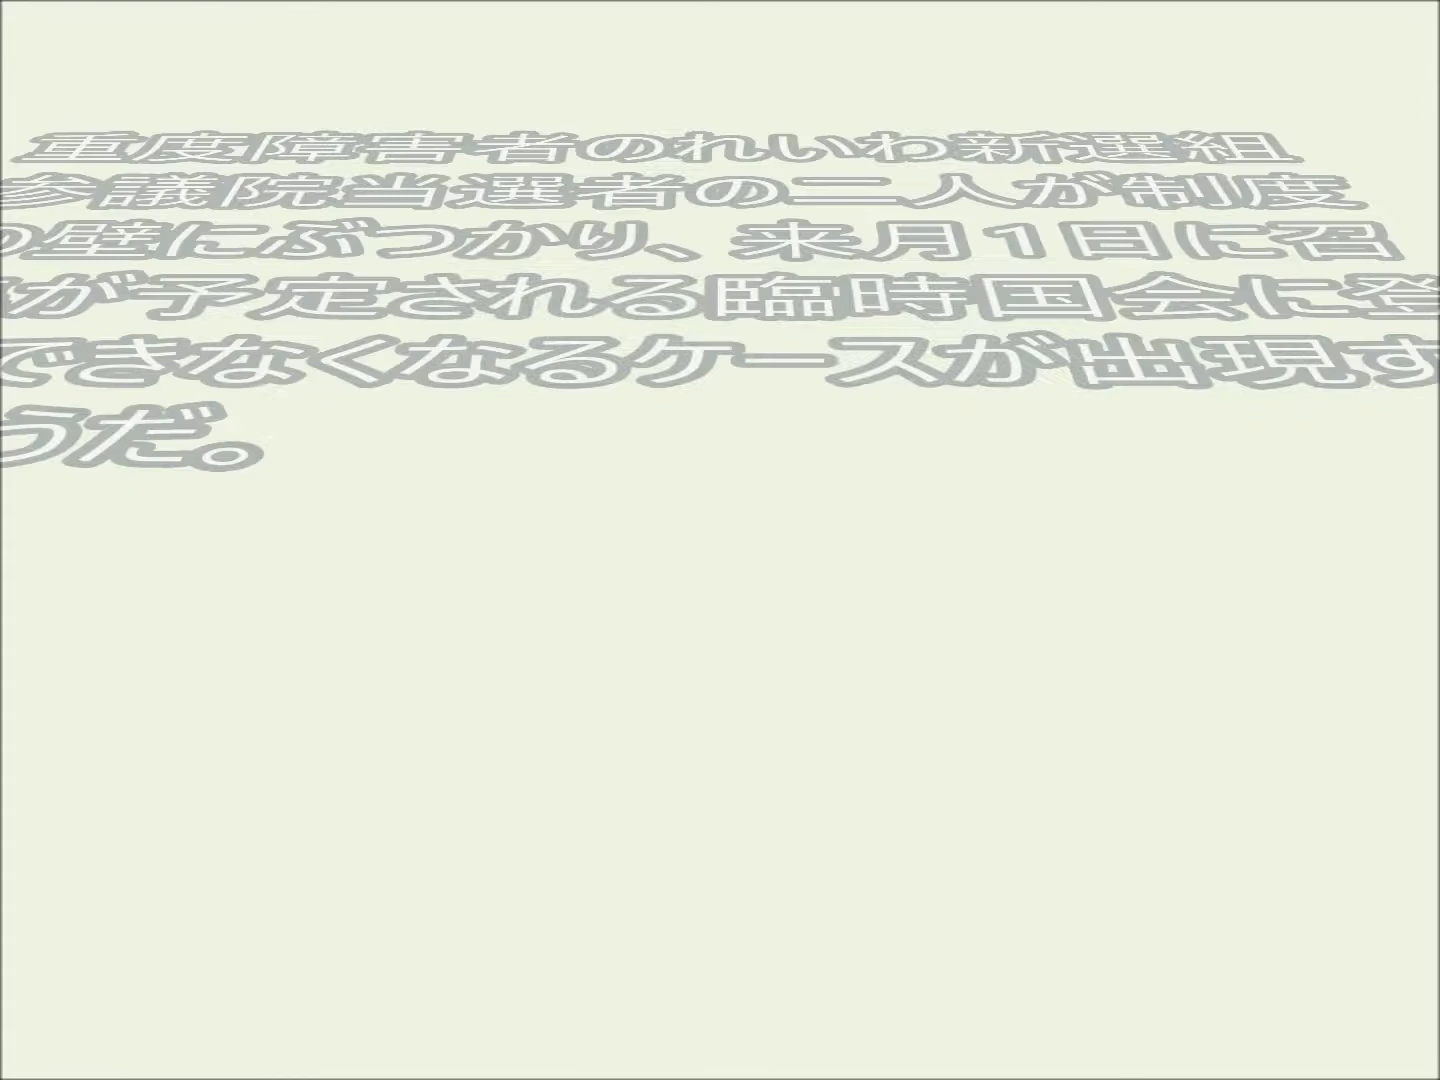 重度障害者のれいわ新選組
参議院当選者の二人が制度
の壁にぶつかり、来月1日に召
が予定される臨時国会に登
できなくなるケースが出現す
うだ。